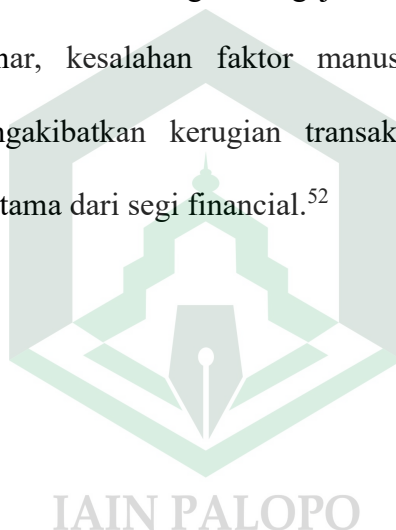 nar, kesalahan faktor manus
ngakibatkan kerugian transak
tama dari segi financial.52
IAIN PALOPO